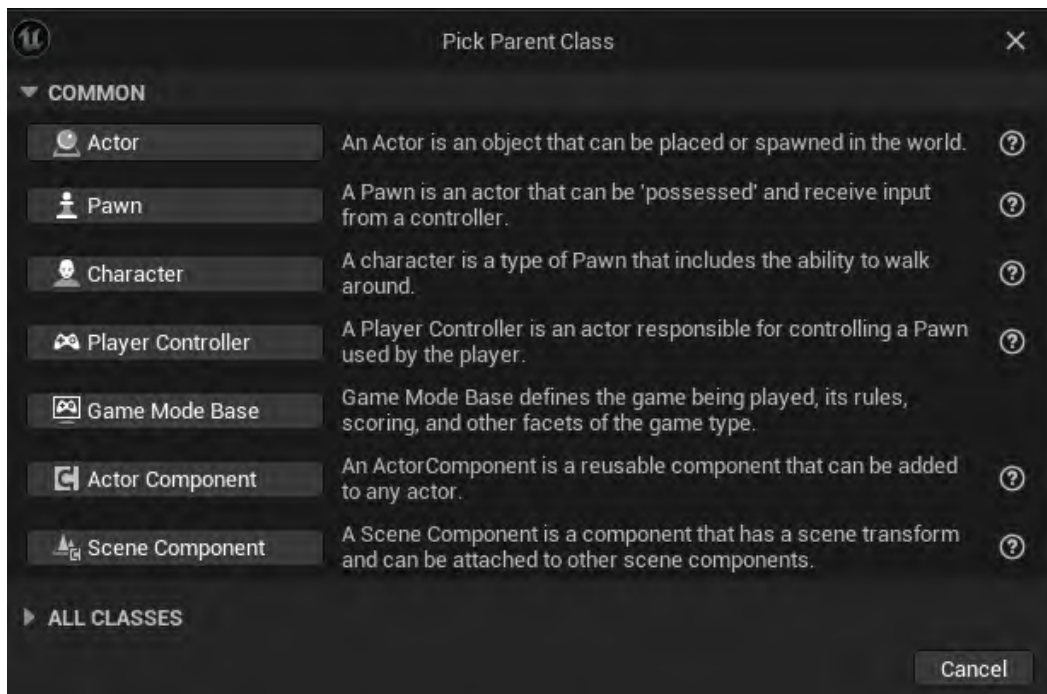 Pick Parent Class
COMMON
Actor
An Actor is an object that can be placed or spawned in the world.
Pawn
A Pawn is an actor that can be 'possessed' and receive input
from a controller.
Character
A character is a type of Pawn that includes the ability to walk
around.
Player Controller
A Player Controller is an actor responsible for controlling a Pawn
used by the player.
Game Mode Base
Game Mode Base defines the game being played, its rules,
scoring, and other facets of the game type.
Actor Component
An ActorComponent is a reusable component that can be added
to any actor.
Scene Component
A Scene Component is a component that has a scene transform
and can be attached to other scene components.
ALL CLASSES
Cancel